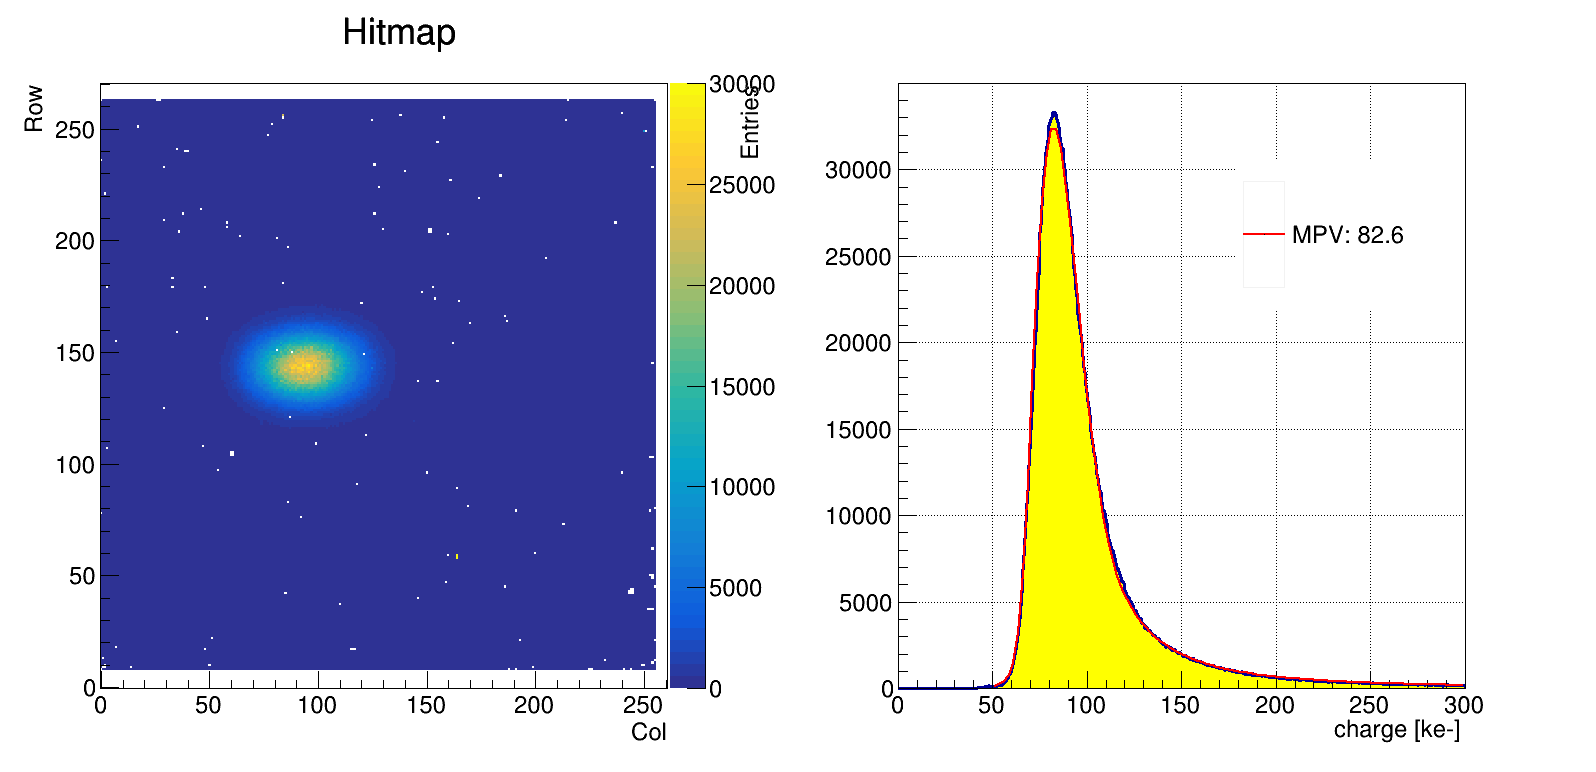 Hitmap
Row
250
200
150
100
50
0
0 50 100 150 200 250
Col
30000
25000
20000
15000
10000
5000
0
Entries
30000
25000
20000
15000
10000
5000
0
0 50 100 150 200 250 300
charge [ke-]
MPV: 82.6